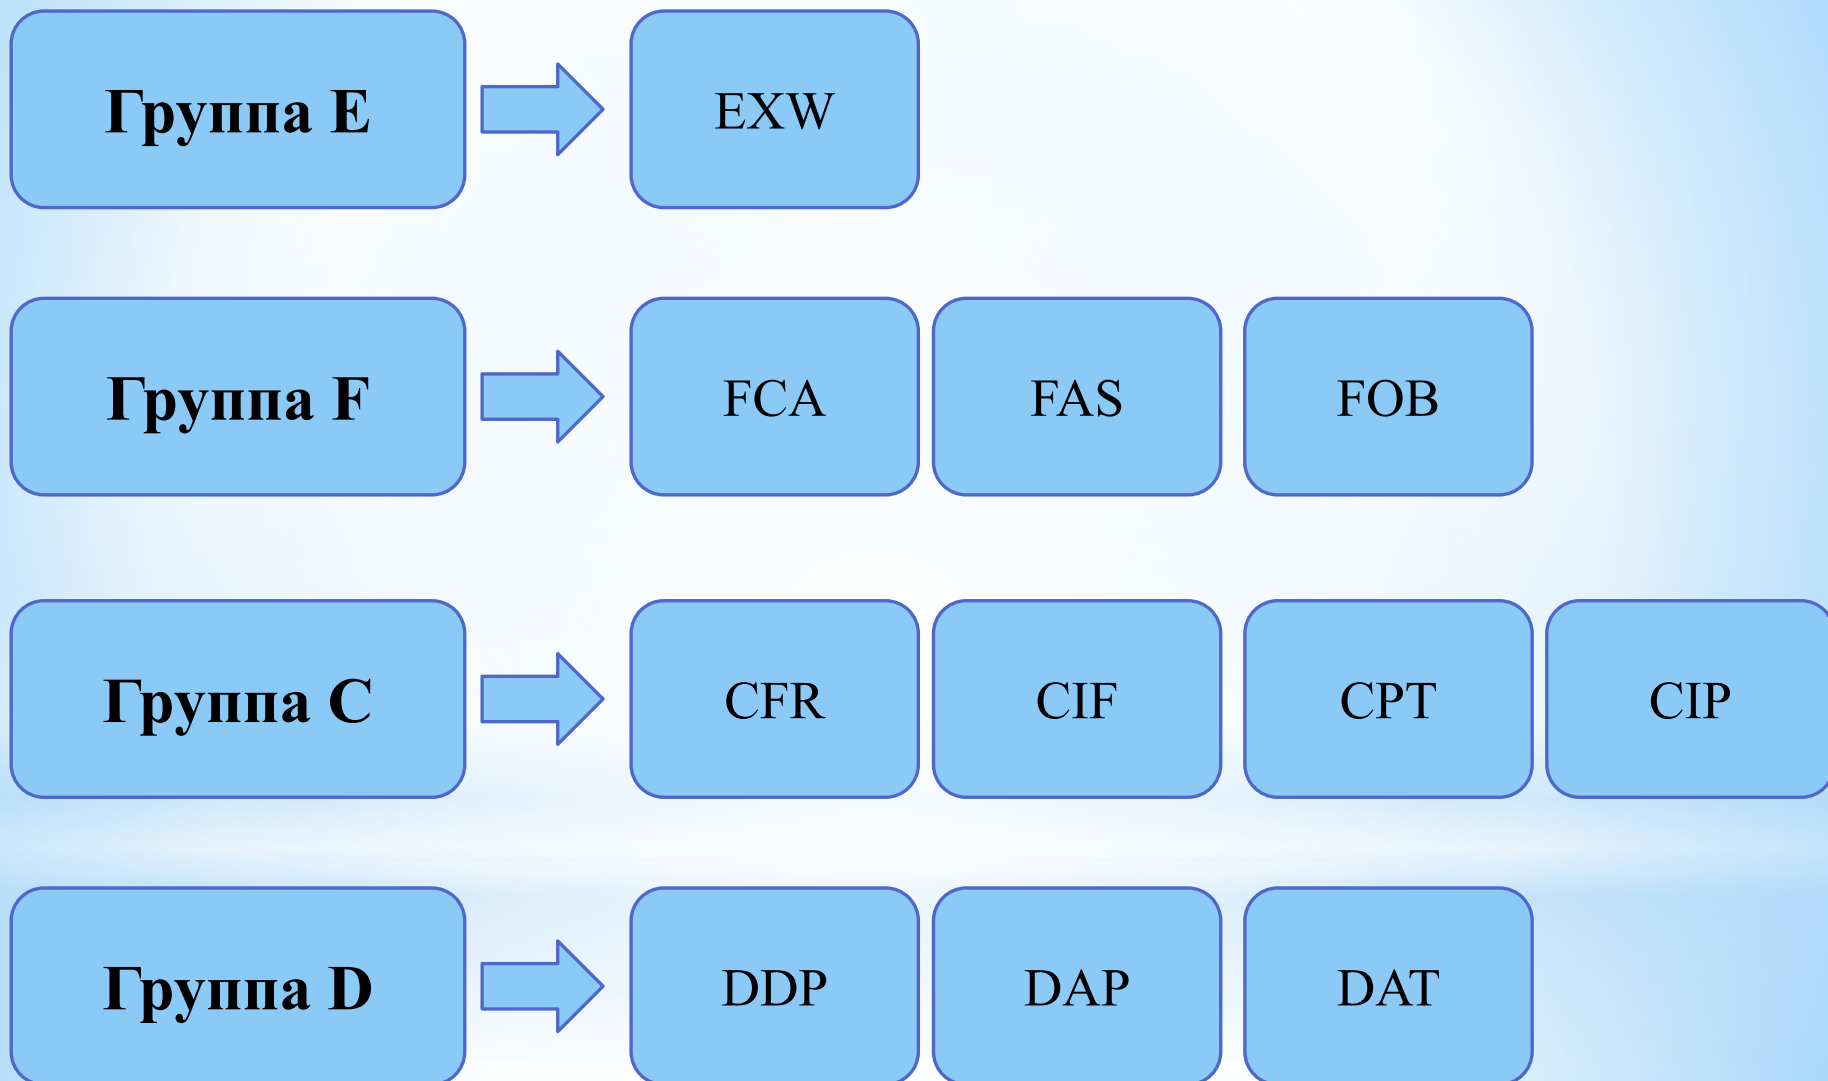 Группа E
EXW
Группа F
FCA
FAS
FOB
Группа C
CFR
CIF
CPT
CIP
Группа D
DDP
DAP
DAT